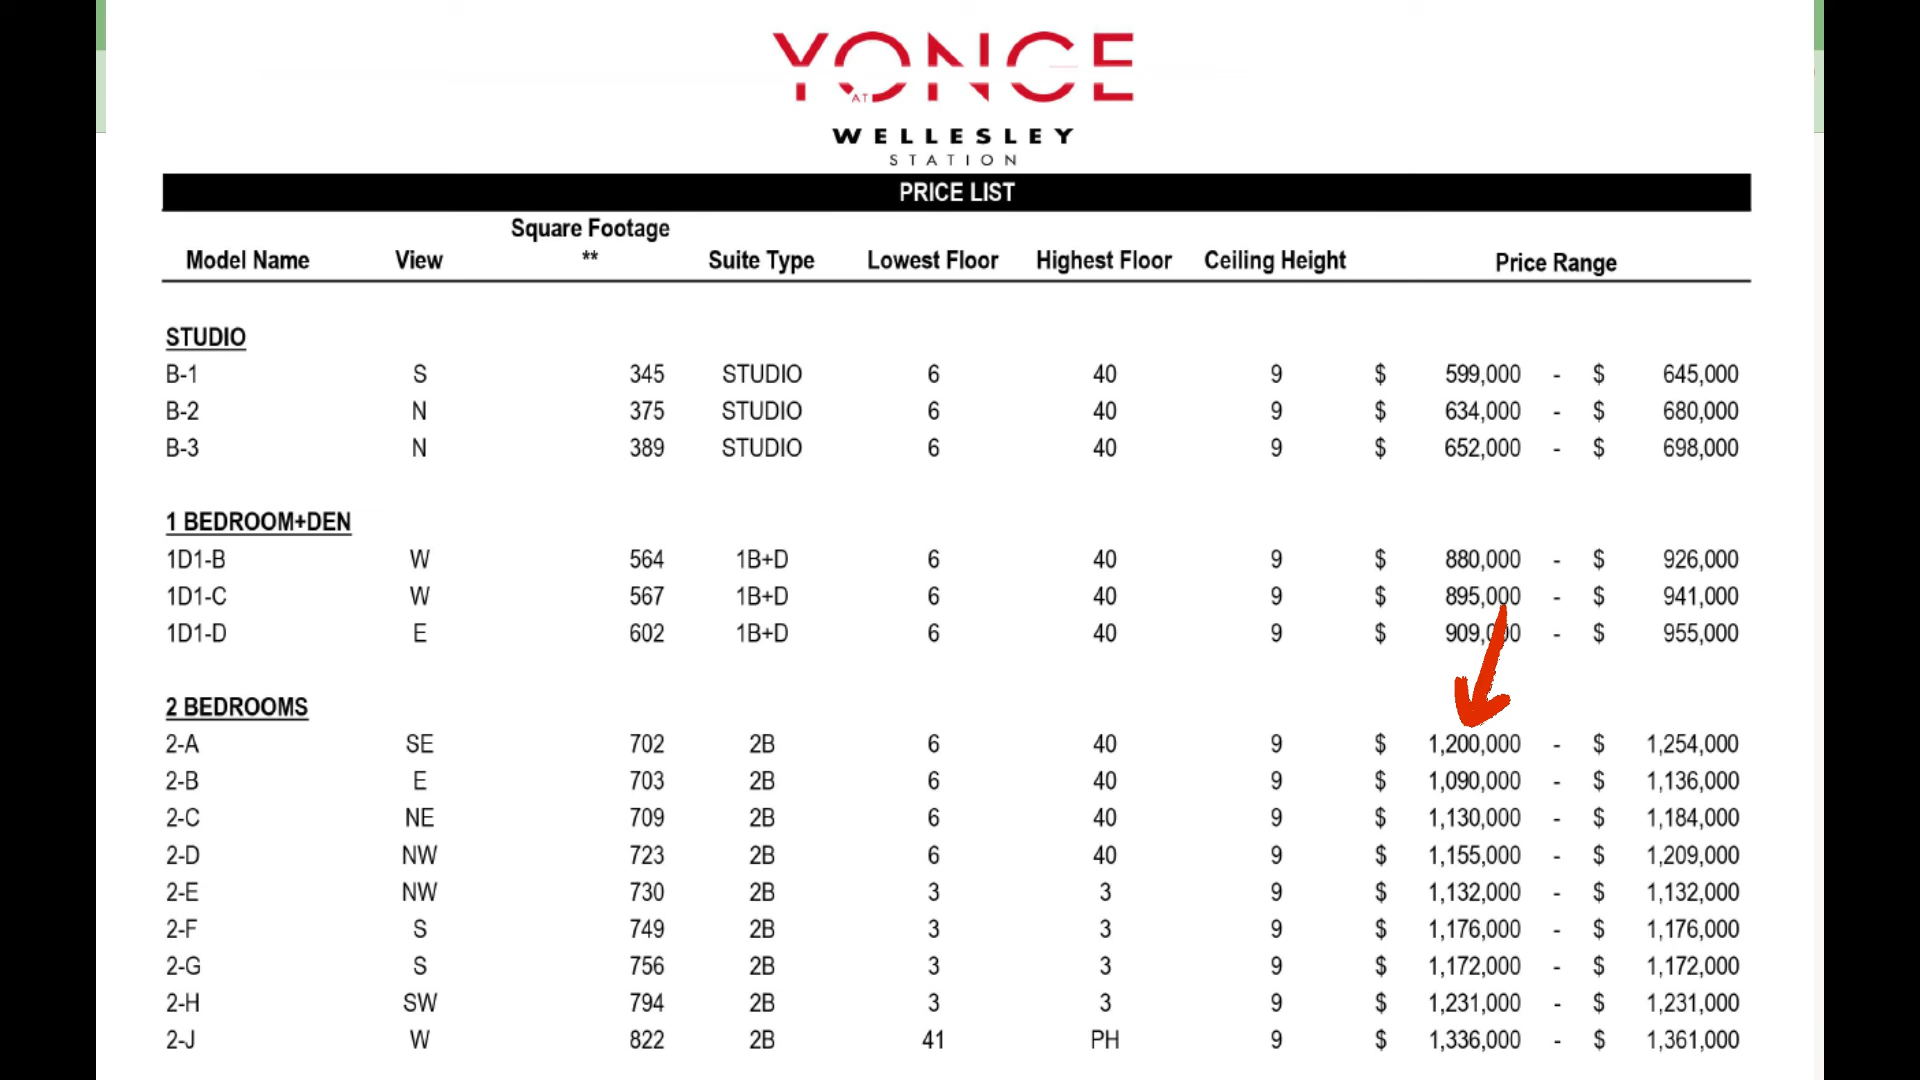 YONGE
AT
WELLESLEY
STATION
PRICE LIST
Model Name View Square Footage ** Suite Type Lowest Floor Highest Floor Ceiling Height Price Range
STUDIO
B-1 S 345 STUDIO 6 40 9 $ 599,000 - $ 645,000
B-2 N 375 STUDIO 6 40 9 $ 634,000 - $ 680,000
B-3 N 389 STUDIO 6 40 9 $ 652,000 - $ 698,000
1 BEDROOM+DEN
1D1-B W 564 1B+D 6 40 9 $ 880,000 - $ 926,000
1D1-C W 567 1B+D 6 40 9 $ 895,000 - $ 941,000
1D1-D E 602 1B+D 6 40 9 $ 909,000 - $ 955,000
2 BEDROOMS
2-A SE 702 2B 6 40 9 $ 1,200,000 - $ 1,254,000
2-B E 703 2B 6 40 9 $ 1,090,000 - $ 1,136,000
2-C NE 709 2B 6 40 9 $ 1,130,000 - $ 1,184,000
2-D NW 723 2B 6 40 9 $ 1,155,000 - $ 1,209,000
2-E NW 730 2B 3 3 9 $ 1,132,000 - $ 1,132,000
2-F S 749 2B 3 3 9 $ 1,176,000 - $ 1,176,000
2-G S 756 2B 3 3 9 $ 1,172,000 - $ 1,172,000
2-H SW 794 2B 3 3 9 $ 1,231,000 - $ 1,231,000
2-J W 822 2B 41 PH 9 $ 1,336,000 - $ 1,361,000